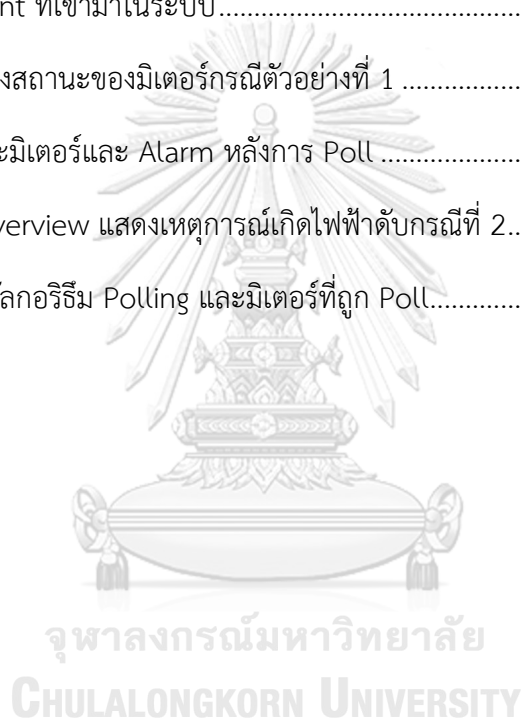 nt ที่เข้ามาในระบบ....................................
งสถานะของมิเตอร์กรณีตัวอย่างที่ 1 ..................
ะมิเตอร์และ Alarm หลังการ Poll .....................
verview แสดงเหตุการณ์เกิดไฟฟ้าดับกรณีที่ 2..
ลกอริธึม Polling และมิเตอร์ที่ถูก Poll.............
จุฬาลงกรณ์มหาวิทยาลัย
CHULALONGKORN UNIVERSITY